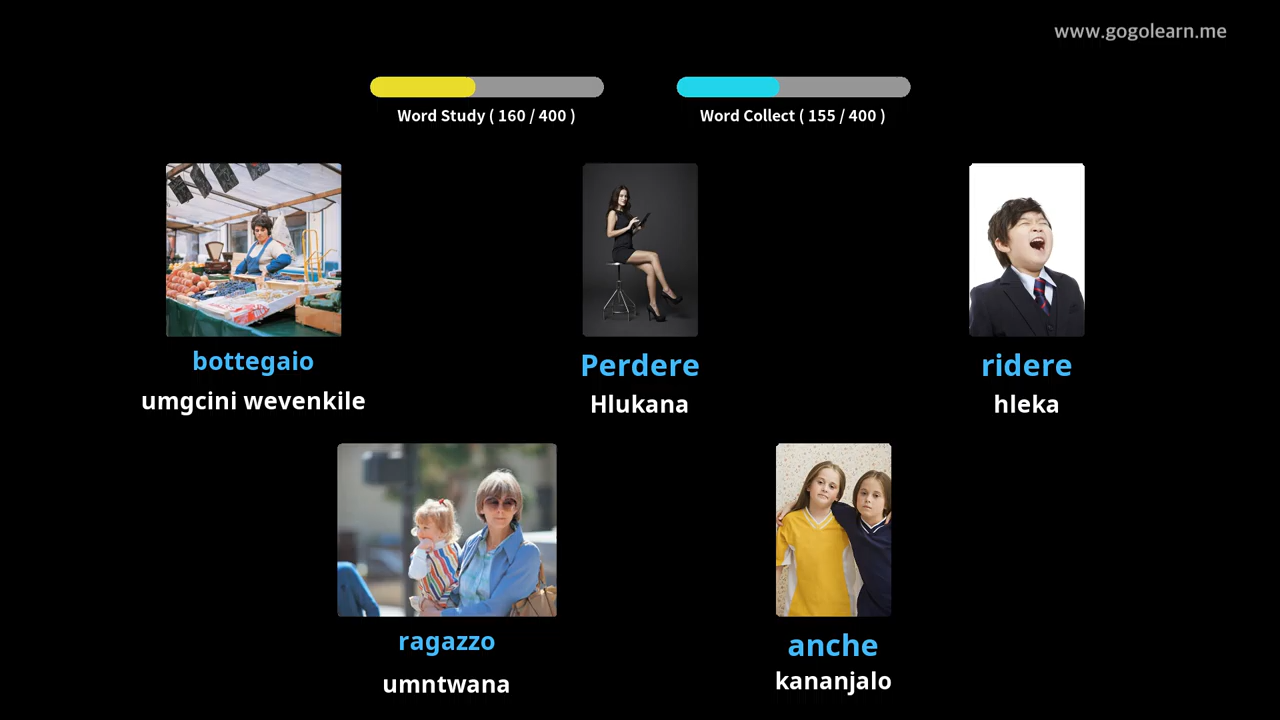 www.gogolearn.me
Word Study ( 160 / 400 )
Word Collect ( 155 / 400 )
bottegaio
umgcini wevenkile
Perdere
Hlukana
ridere
hleka
ragazzo
umntwana
anche
kananjalo